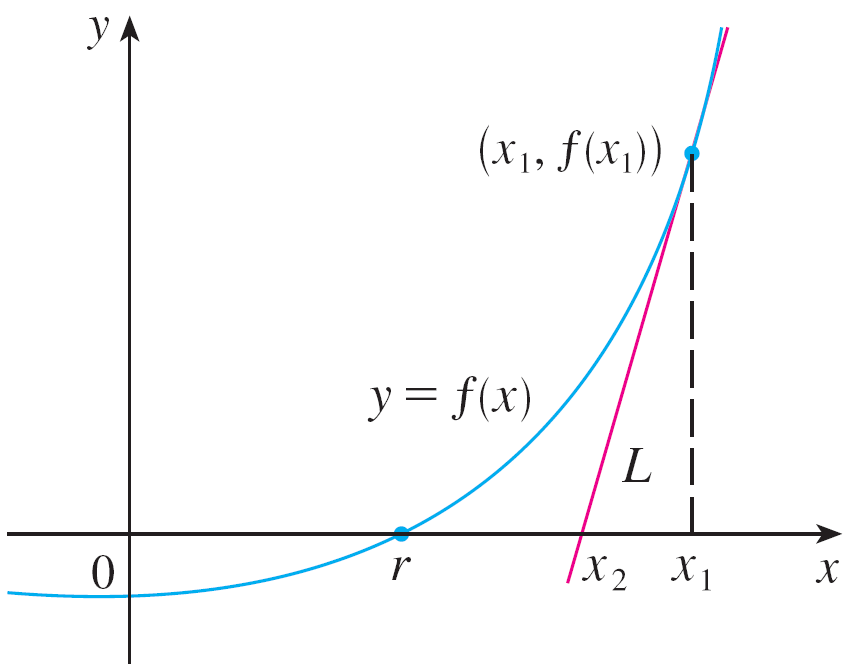 y
(x₁, f(x₁))
y = f(x)
L
0
r
x₂
x₁
x